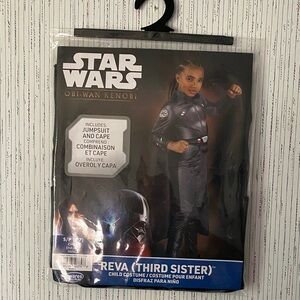 STAR
WARS
OBI-WAN KENOBI
INCLUDES:
JUMPSUIT
AND CAPE
COMPREND:
COMBINAISON
ET CAPE
INCLUYE:
OVEROL Y CAPA
REVA (THIRD SISTER)
CHILD COSTUME / COSTUME POUR ENFANT
DISFRAZ PARA NIÑO